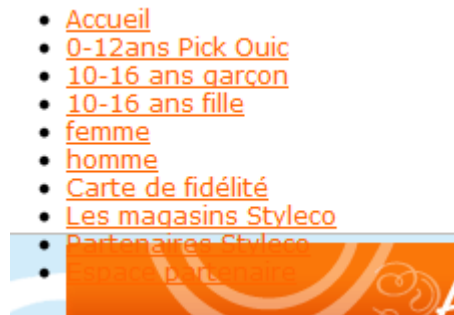 Accueil
0-12ans Pick Ouic
10-16 ans garçon
10-16 ans fille
femme
homme
Carte de fidélité
Les magasins Styleco
Partenaires Styleco
Espace partenaire